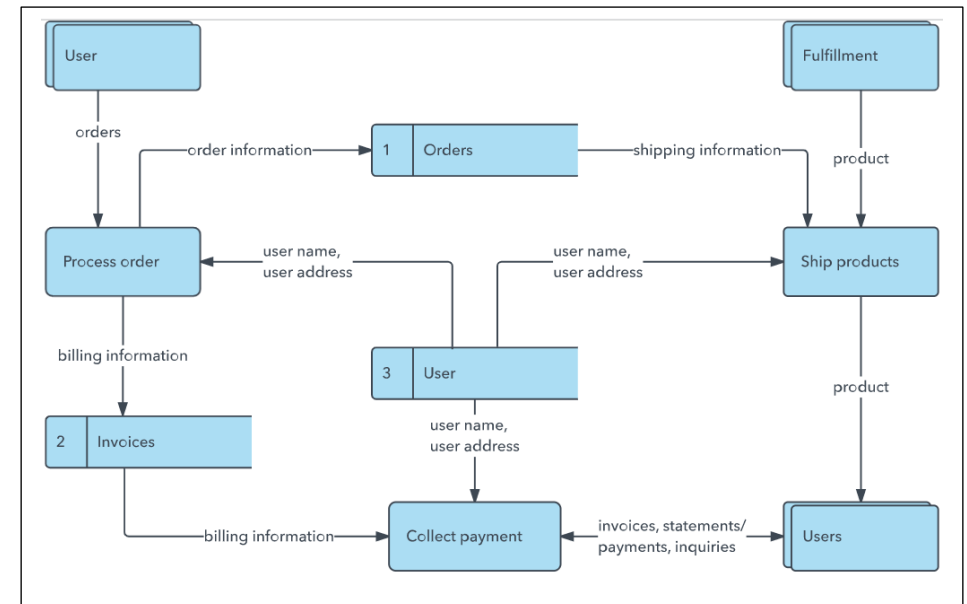 User
Fulfillment
orders
order information
1
Orders
shipping information
product
Process order
user name,
user address
user name,
user address
Ship products
billing information
3
User
product
2
Invoices
user name,
user address
billing information
Collect payment
invoices, statements/
payments, inquiries
Users